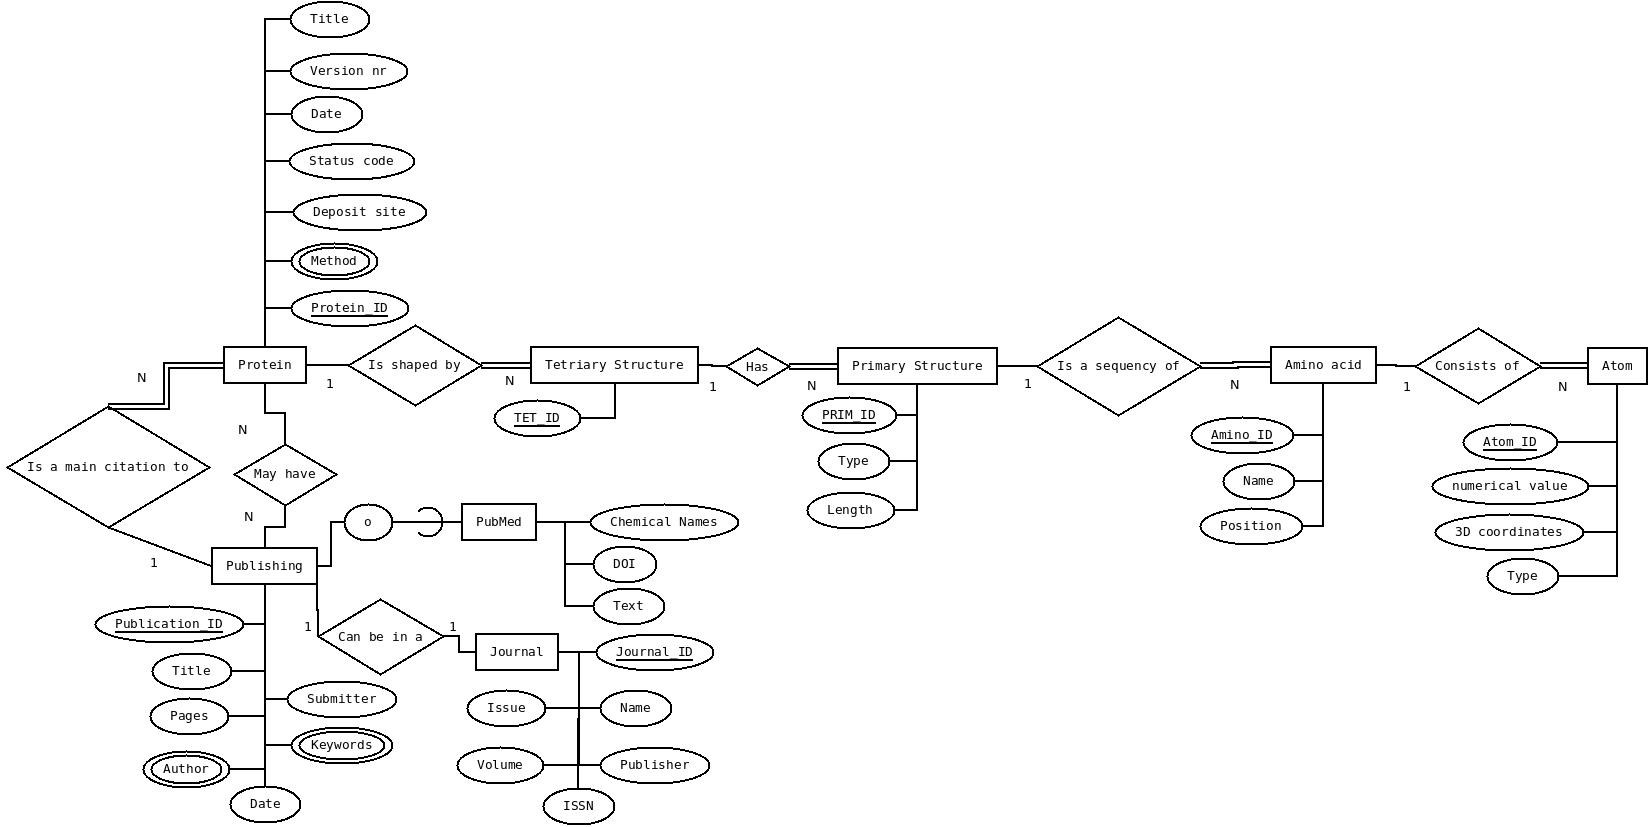 Title
Version nr
Date
Status code
Deposit site
Method
Protein_ID
Protein
1
Is shaped by
N
Tetriary Structure
TET_ID
1
Has
N
Primary Structure
PRIM_ID
Type
Length
1
Is a sequency of
N
Amino acid
Amino_ID
Name
Position
1
Consists of
N
Atom
Atom_ID
numerical value
3D coordinates
Type
N
Is a main citation to
1
N
May have
N
Publishing
o
PubMed
Chemical Names
DOI
Text
1
Can be in a
1
Journal
Journal_ID
Issue
Name
Volume
Publisher
ISSN
Publication_ID
Title
Pages
Author
Submitter
Keywords
Date